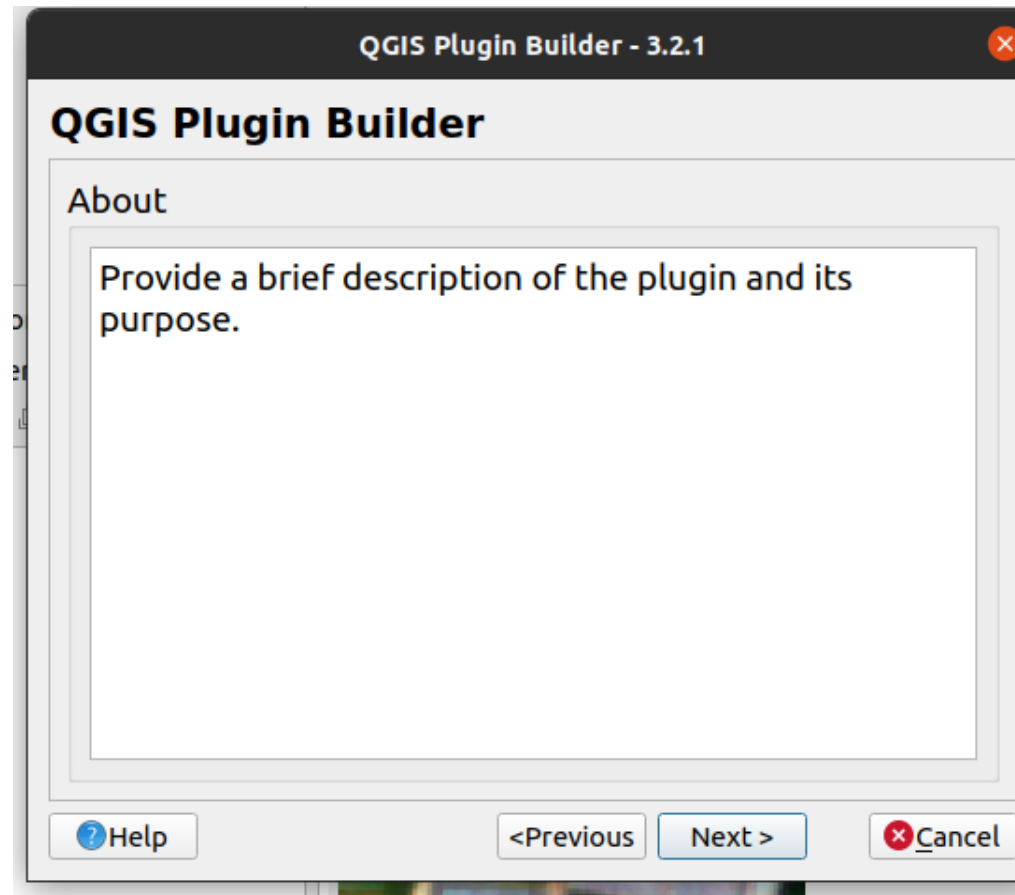 QGIS Plugin Builder - 3.2.1
QGIS Plugin Builder
About
Provide a brief description of the plugin and its
purpose.
Help
<Previous
Next >
Cancel